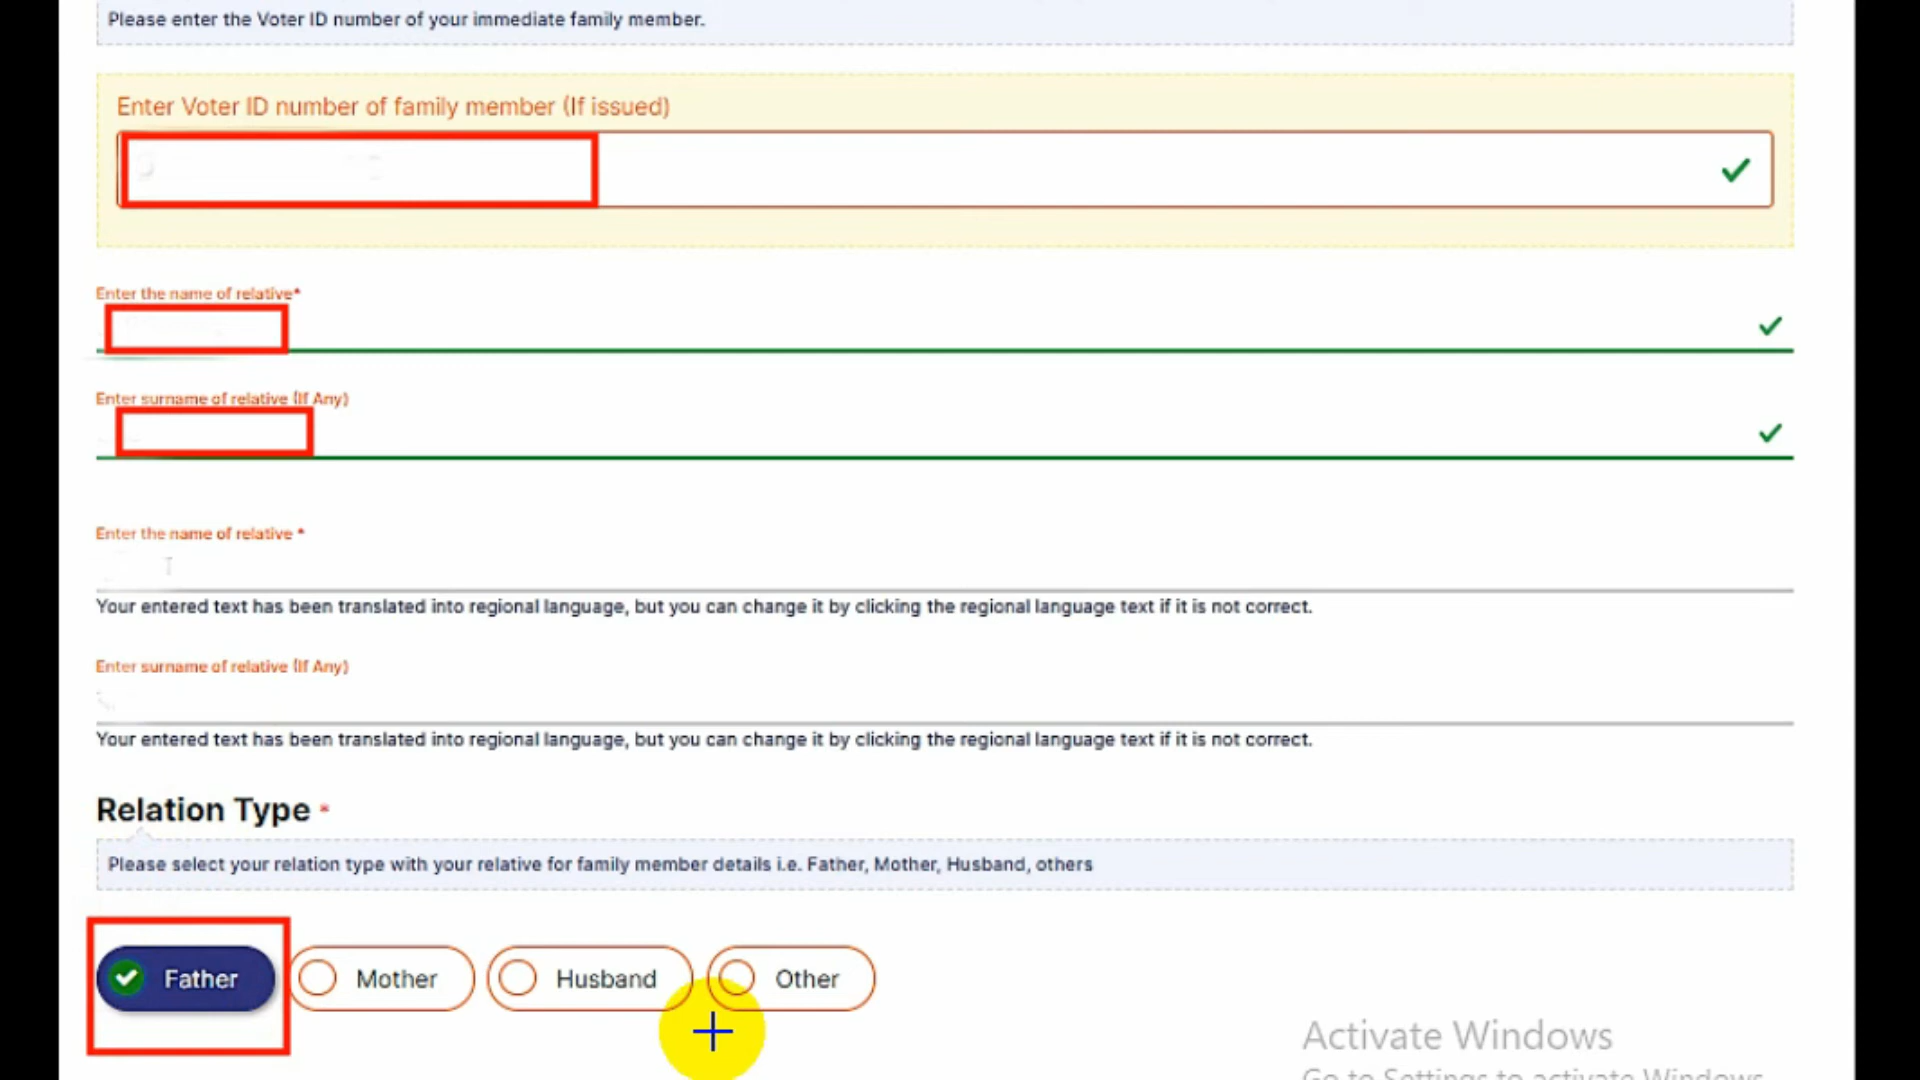 Please enter the Voter ID number of your immediate family member.
Enter Voter ID number of family member (If issued)
Enter the name of relative*
Enter surname of relative (If Any)
Enter the name of relative *
Your entered text has been translated into regional language, but you can change it by clicking the regional language text if it is not correct.
Enter surname of relative (If Any)
Your entered text has been translated into regional language, but you can change it by clicking the regional language text if it is not correct.
Relation Type *
Please select your relation type with your relative for family member details i.e. Father, Mother, Husband, others
Father Mother Husband Other
Activate Windows
Go to Settings to activate Windows.